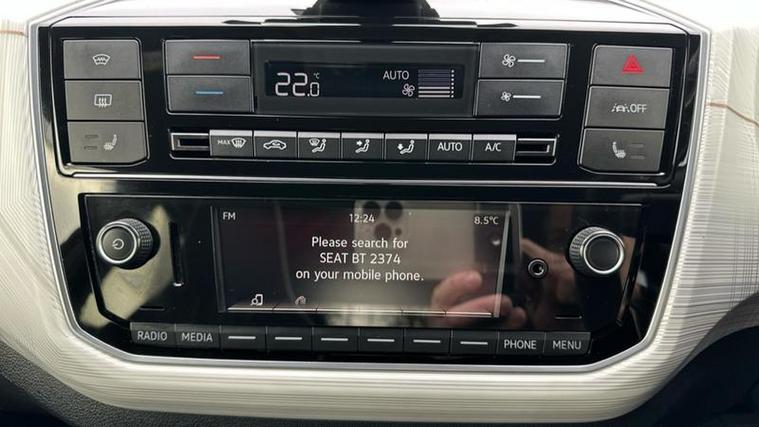 22.0 °C AUTO
OFF
MAX AUTO A/C
FM 12:24 8.5°C
Please search for
SEAT BT 2374
on your mobile phone.
RADIO MEDIA PHONE MENU